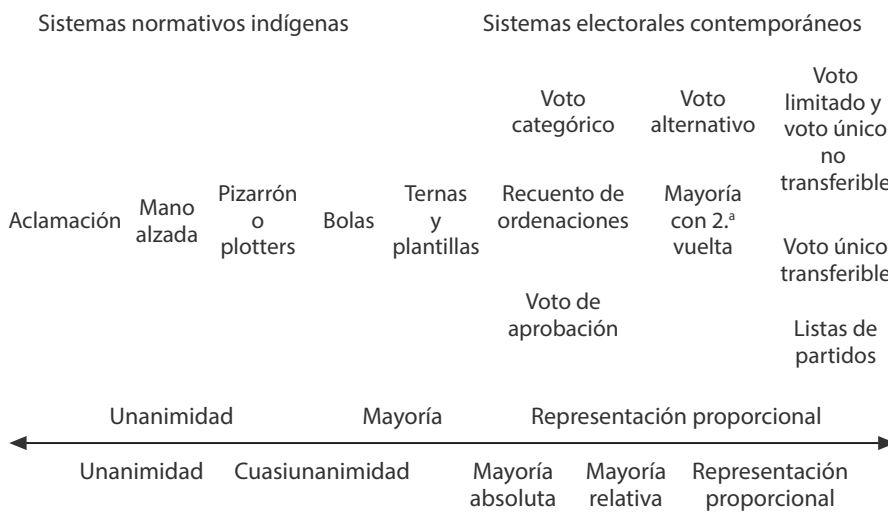 Sistemas normativos indígenas
Sistemas electorales contemporáneos
Aclamación
Mano
alzada
Pizarrón
o
plotters
Bolas
Ternas
y
plantillas
Voto
categórico
Recuento de
ordenaciones
Voto de
aprobación
Voto
alternativo
Mayoría
con 2.ª
vuelta
Voto
limitado y
voto único
no
transferible
Voto único
transferible
Listas de
partidos
Unanimidad
Mayoría
Representación proporcional
Unanimidad
Cuasiunanimidad
Mayoría
absoluta
Mayoría
relativa
Representación
proporcional